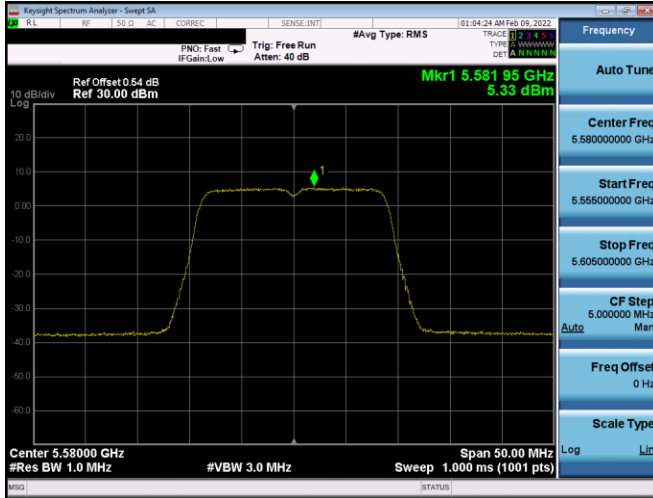 Keysight Spectrum Analyzer - Swept SA
RL RF 50 Ω AC CORREC SENSE:INT 01:04:24 AM Feb 09, 2022
#Avg Type: RMS TRACE 1 2 3 4 5 6
PNO: Fast Trig: Free Run TYPE A WWWWW
IFGain:Low Atten: 40 dB DET A N N N N N
Mkr1 5.581 95 GHz
Ref Offset 0.54 dB
10 dB/div Ref 30.00 dBm 5.33 dBm
Log
20.0
1
10.0
0.00
-10.0
-20.0
-30.0
-40.0
-50.0
-60.0
Center 5.58000 GHz Span 50.00 MHz
#Res BW 1.0 MHz #VBW 3.0 MHz Sweep 1.000 ms (1001 pts)
MSG STATUS
Frequency
Auto Tune
Center Freq
5.580000000 GHz
Start Freq
5.555000000 GHz
Stop Freq
5.605000000 GHz
CF Step
5.000000 MHz
Auto Man
Freq Offset
0 Hz
Scale Type
Log Lin